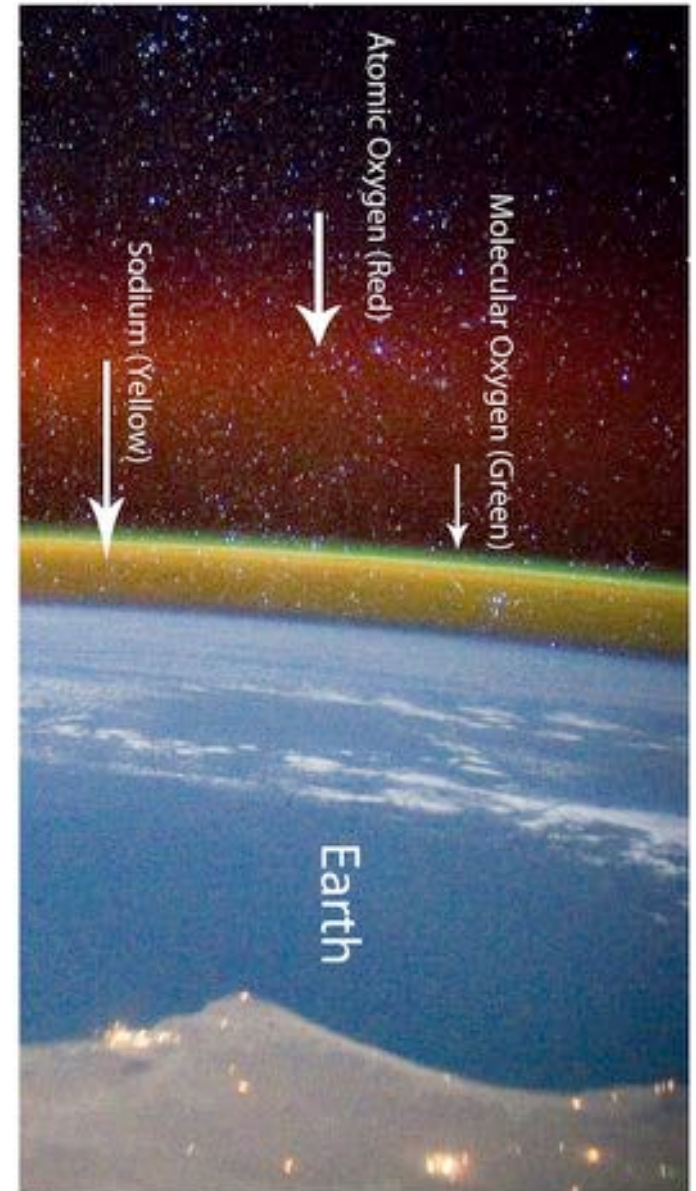 Molecular Oxygen (Green)
Atomic Oxygen (Red)
Sodium (Yellow)
Earth